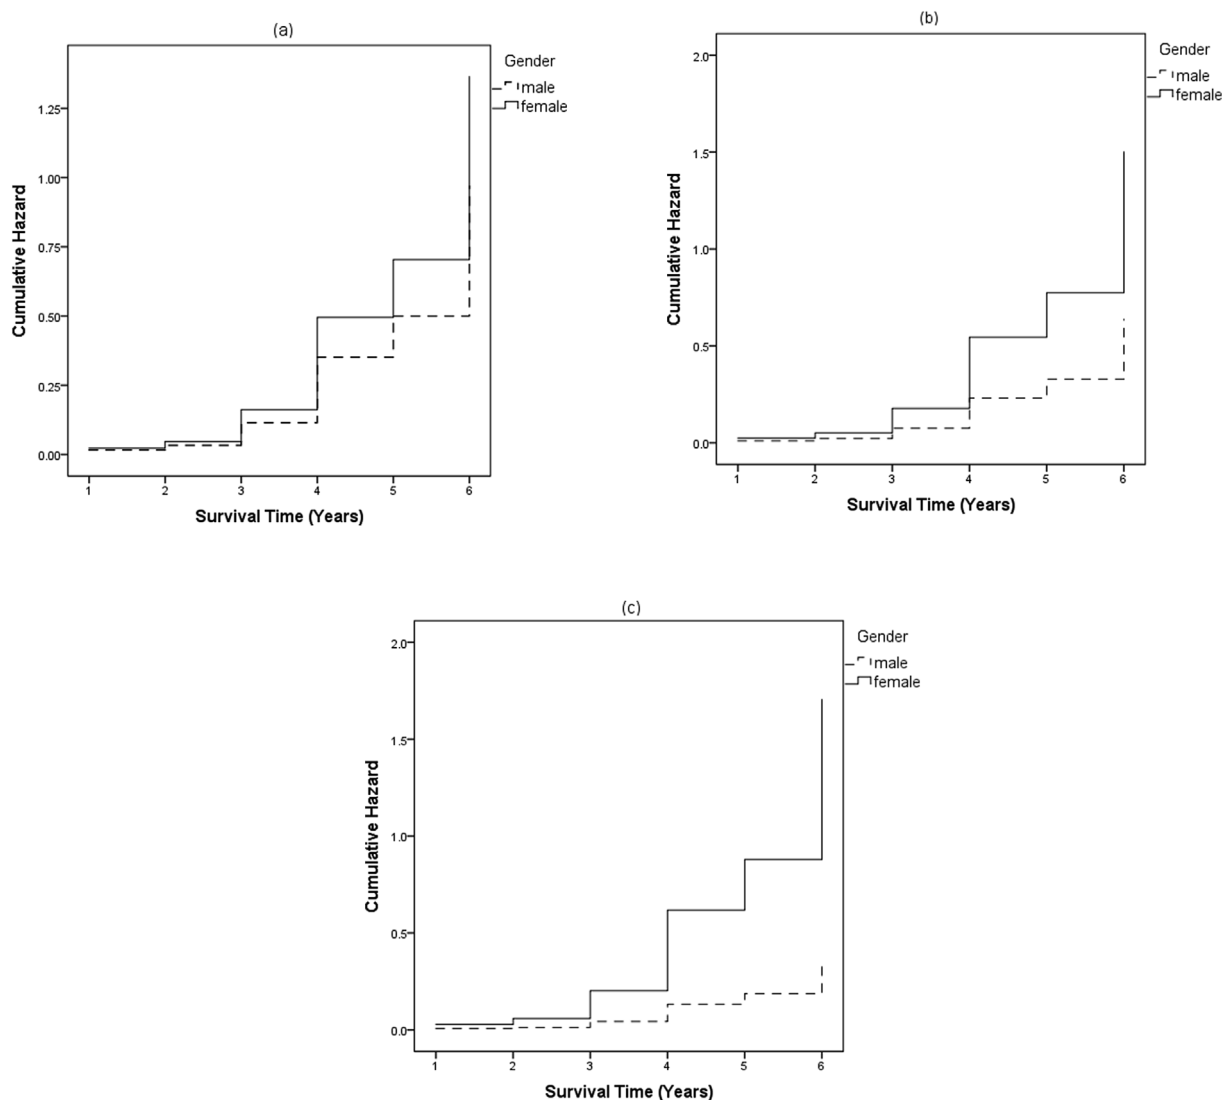 (a)
Gender
male
female
1.25
1.00
0.75
0.50
0.25
0.00
Cumulative Hazard
1 2 3 4 5 6
Survival Time (Years)
(b)
Gender
male
female
2.0
1.5
1.0
0.5
0.0
Cumulative Hazard
1 2 3 4 5 6
Survival Time (Years)
(c)
Gender
male
female
2.0
1.5
1.0
0.5
0.0
Cumulative Hazard
1 2 3 4 5 6
Survival Time (Years)